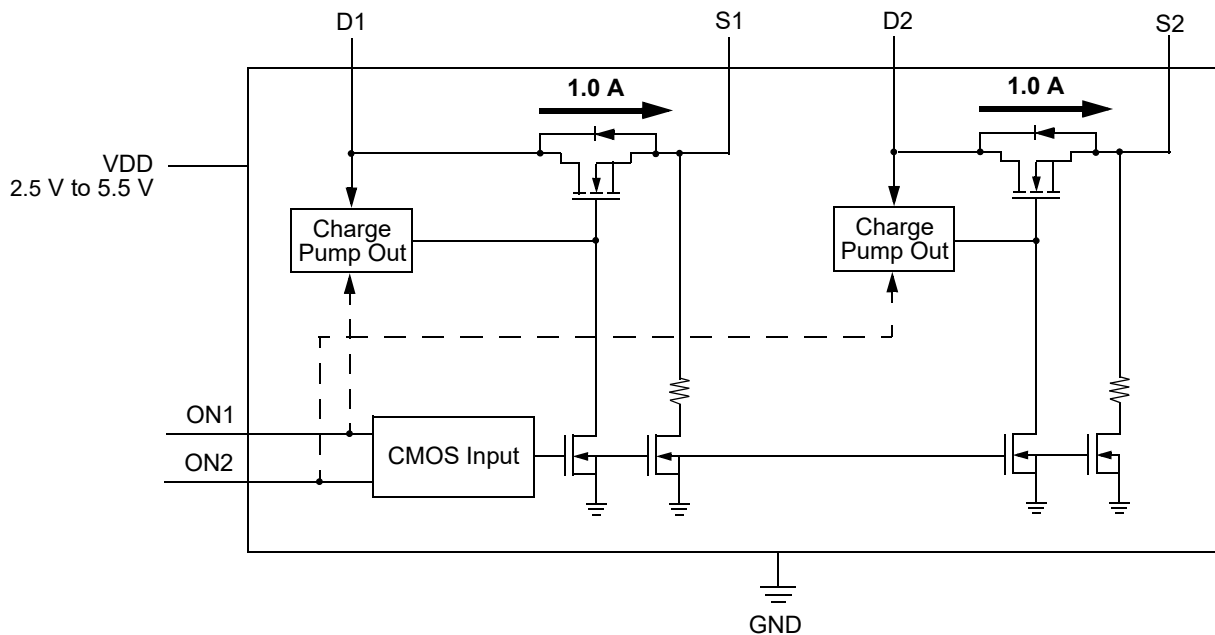 D1
S1
D2
S2
1.0 A
1.0 A
VDD
2.5 V to 5.5 V
Charge
Pump Out
Charge
Pump Out
ON1
ON2
CMOS Input
GND